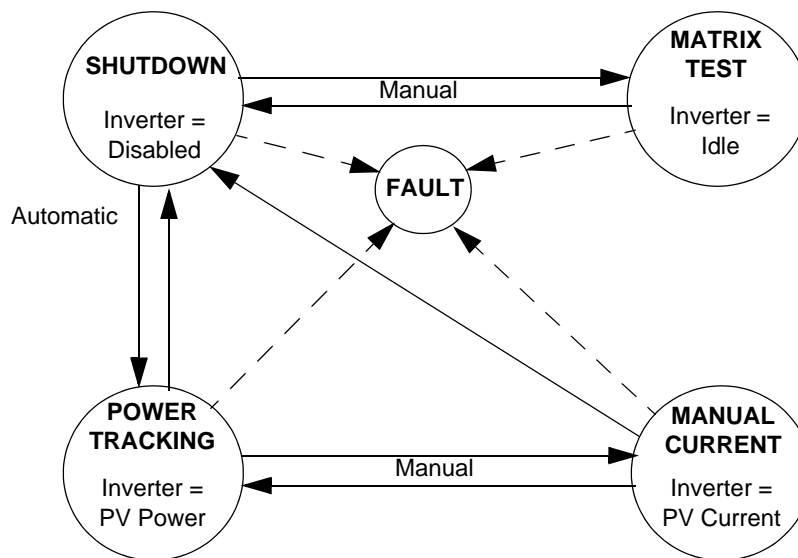 SHUTDOWN
Inverter =
Disabled
Manual
MATRIX
TEST
Inverter =
Idle
FAULT
Automatic
POWER
TRACKING
Inverter =
PV Power
Manual
MANUAL
CURRENT
Inverter =
PV Current